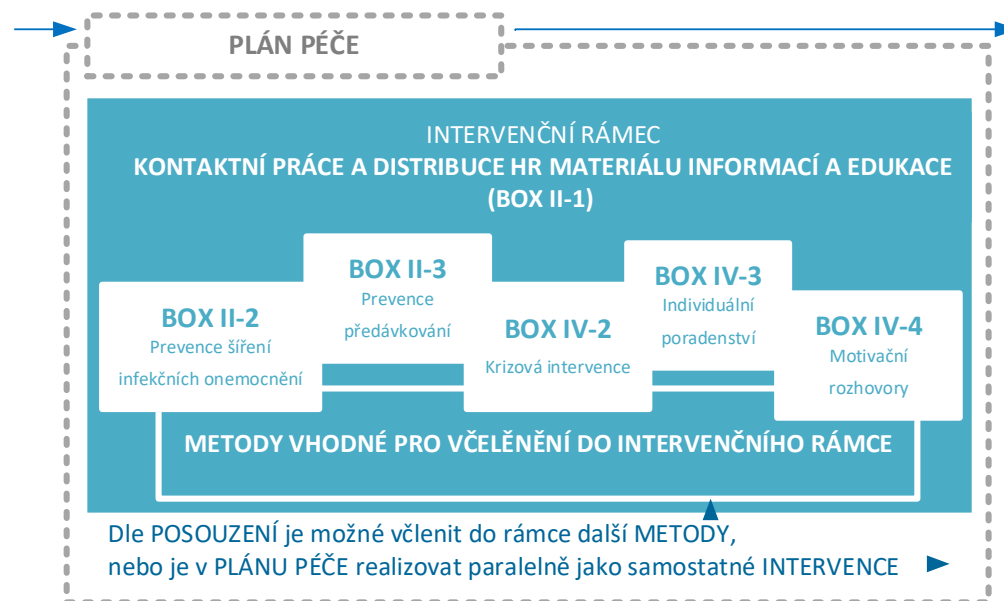 PLÁN PÉČE
INTERVENČNÍ RÁMEC
KONTAKTNÍ PRÁCE A DISTRIBUCE HR MATERIÁLU INFORMACÍ A EDUKACE
(BOX II-1)
BOX II-2
Prevence šíření
infekčních onemocnění
BOX II-3
Prevence
předávkování
BOX IV-2
Krizová intervence
BOX IV-3
Individuální
poradenství
BOX IV-4
Motivační
rozhovory
METODY VHODNÉ PRO VČELĚNĚNÍ DO INTERVENČNÍHO RÁMCE
Dle POSOUZENÍ je možné včlenit do rámce další METODY,
nebo je v PLÁNU PÉČE realizovat paralelně jako samostatné INTERVENCE